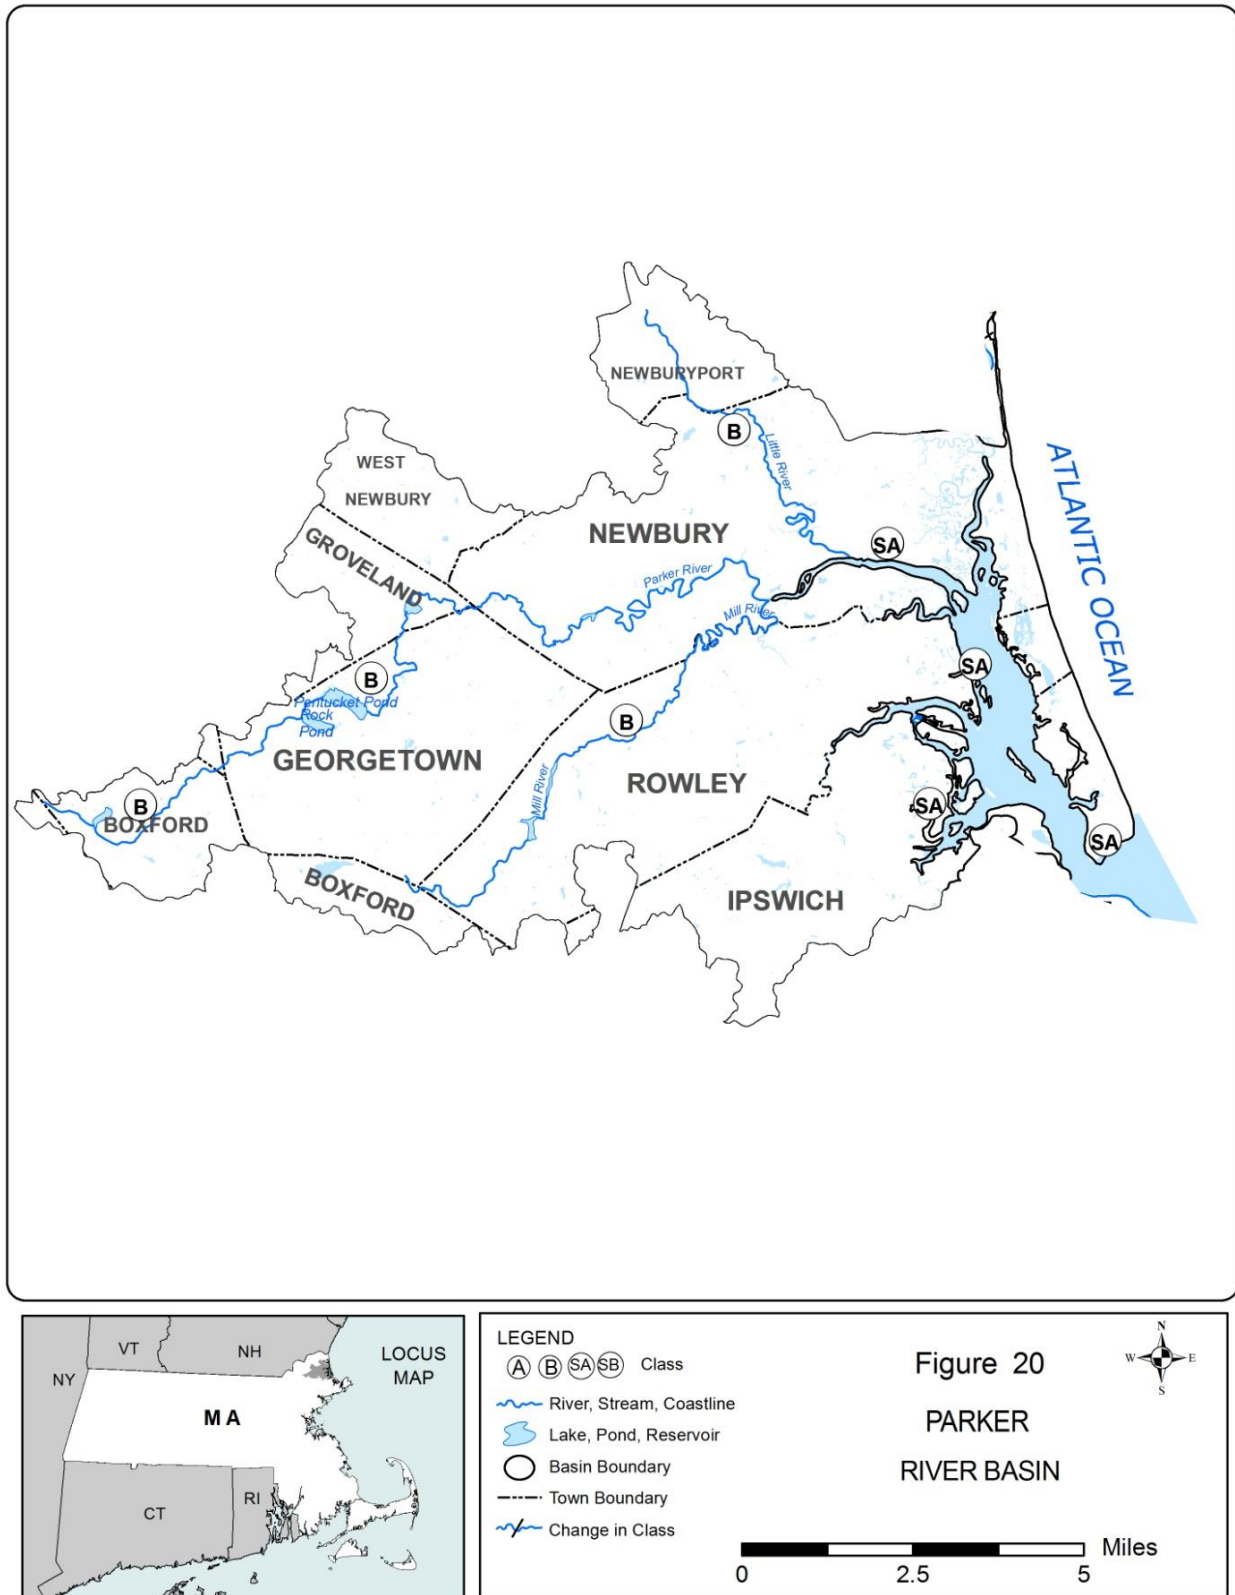 NEWBURYPORT
B
Little River
WEST
NEWBURY
NEWBURY
ATLANTIC OCEAN
SA
GROVELAND
Parker River
Mill River
B
SA
Pentucket Pond
Rock
Pond
B
GEORGETOWN
ROWLEY
Mill River
B
BOXFORD
SA
SA
BOXFORD
IPSWICH
NY
VT
NH
LOCUS
MAP
MA
CT
RI
LEGEND
A B SA SB Class
River, Stream, Coastline
Lake, Pond, Reservoir
Basin Boundary
Town Boundary
Change in Class
Figure 20
PARKER
RIVER BASIN
N
W E
S
Miles
0 2.5 5